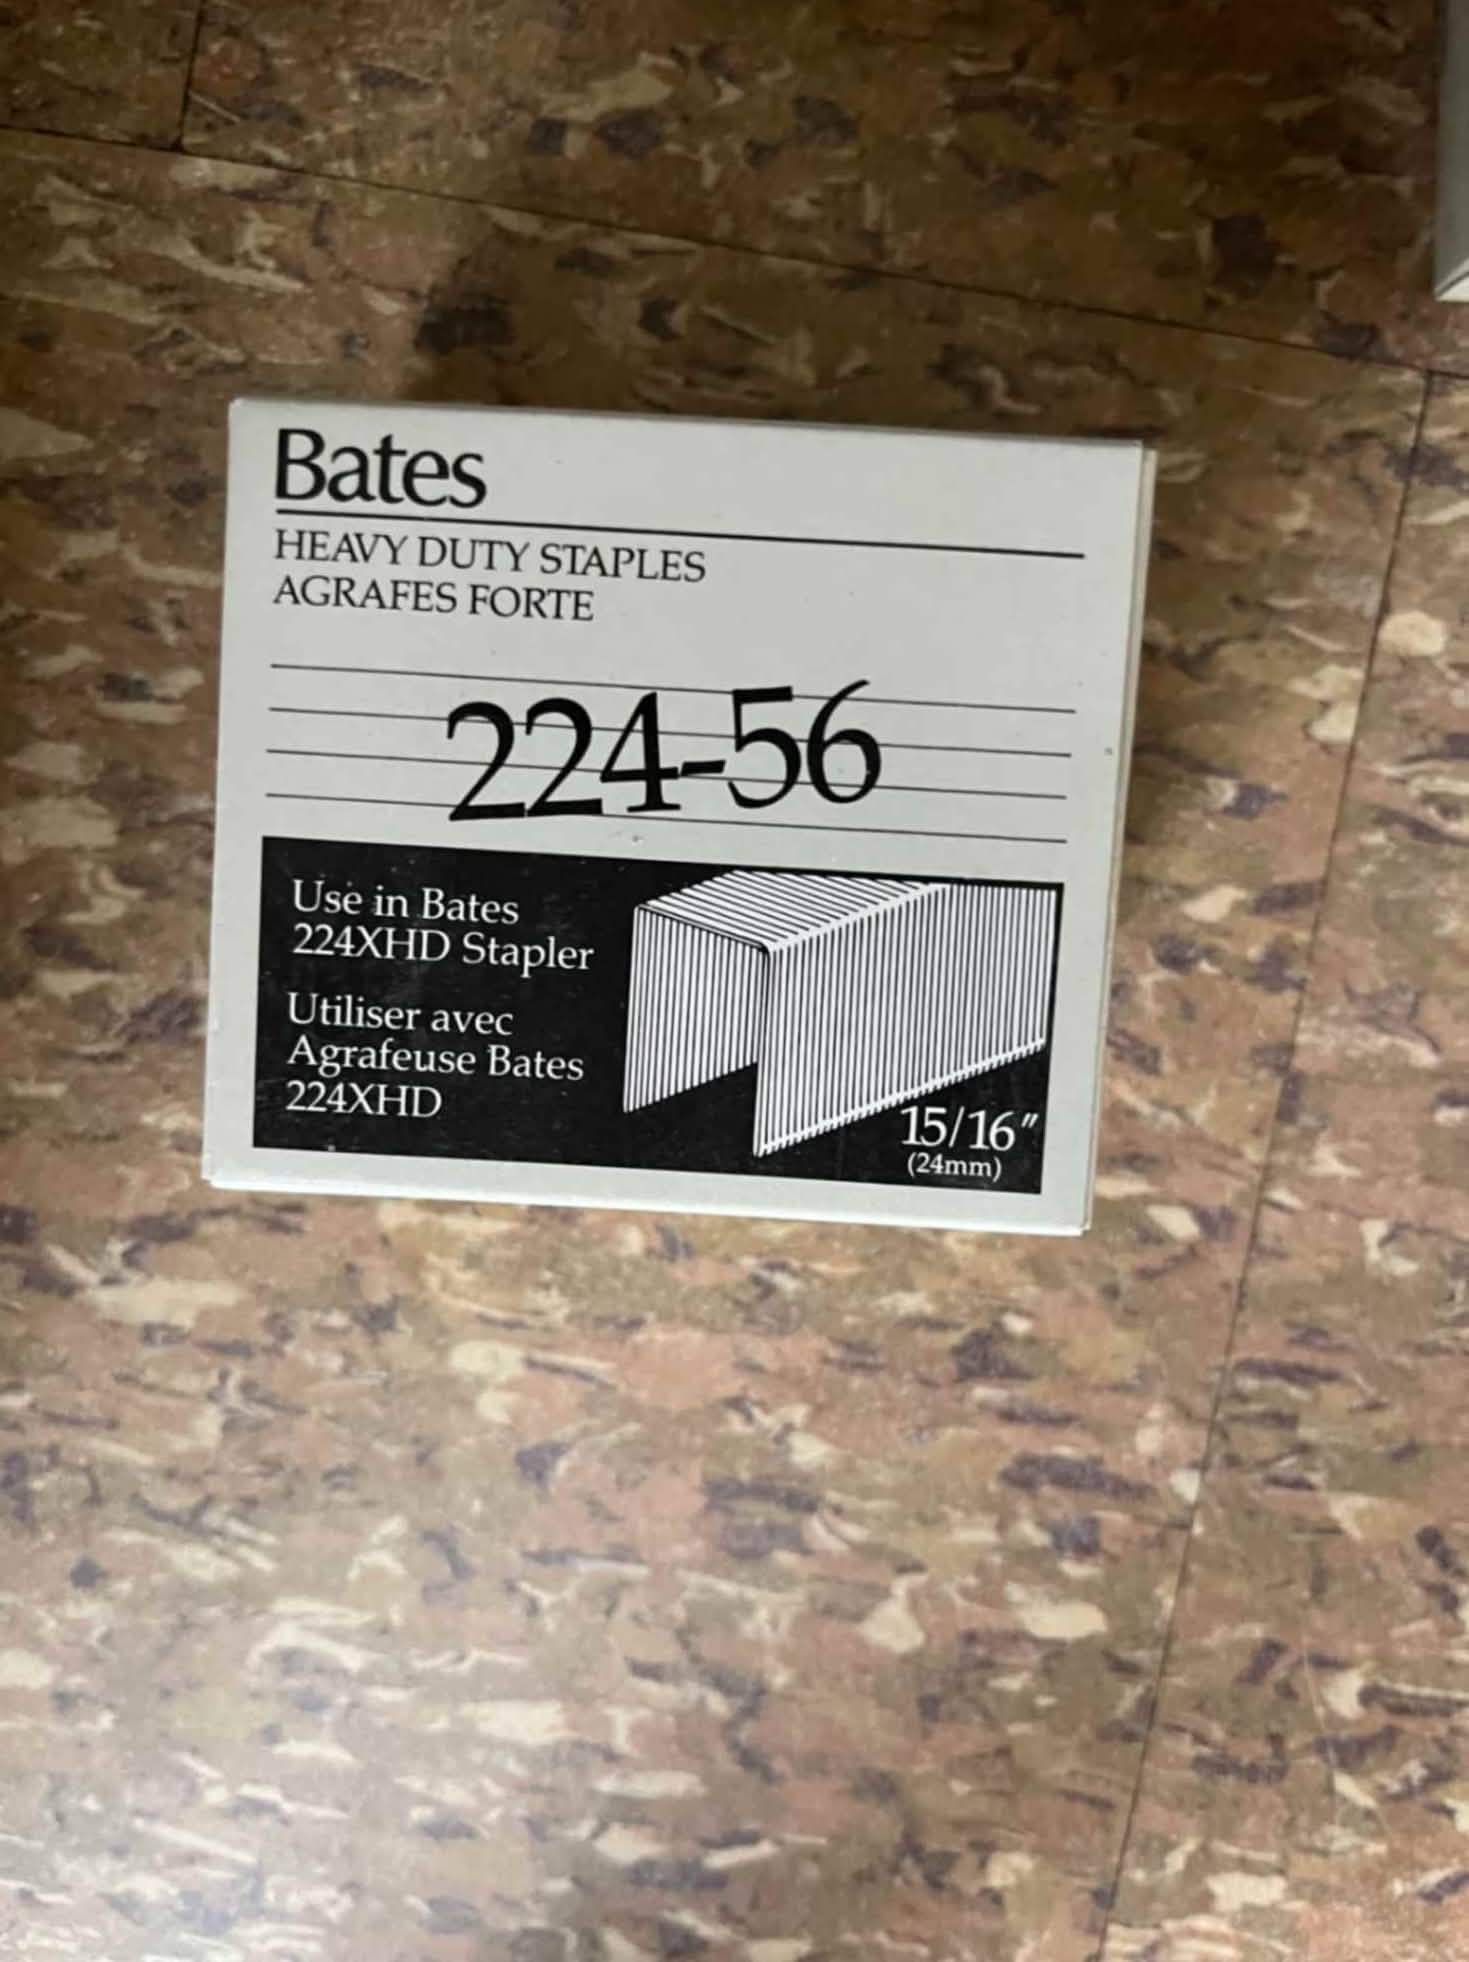 Bates
HEAVY DUTY STAPLES
AGRAFES FORTE
224-56
Use in Bates
224XHD Stapler
Utiliser avec
Agrafeuse Bates
224XHD
15/16"
(24mm)